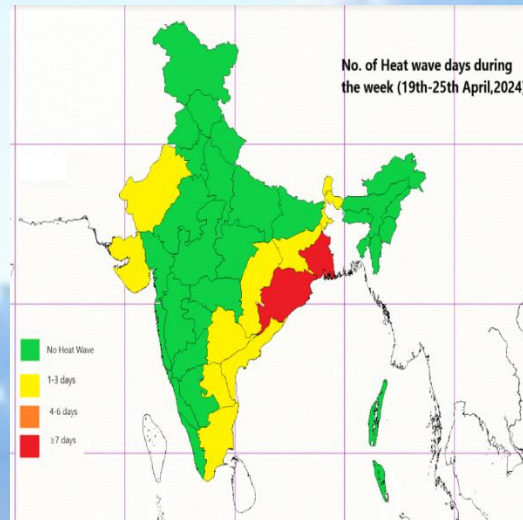 No. of Heat wave days during
the week (19th-25th April,2024)
No Heat Wave
1-3 days
4-6 days
≥7 days